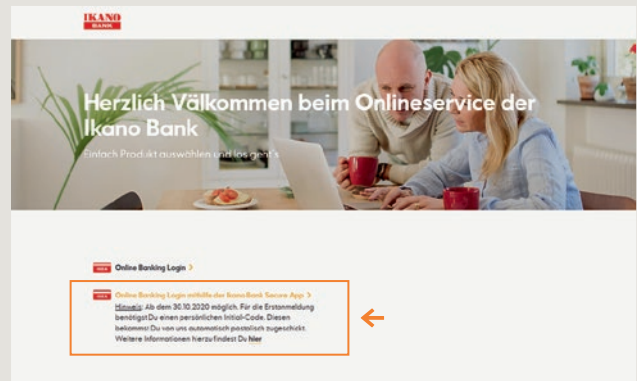 IKANO
BANK
Herzlich Välkommen beim Onlineservice der
Ikano Bank
Einfach Produkt auswählen und los geht's
Online Banking Login >
Online Banking Login mithilfe der Ikano Bank Secure App >
Hinweis: Ab dem 30.10.2020 möglich. Für die Erstanmeldung
benötigst Du einen persönlichen Initial-Code. Diesen
bekommst Du von uns automatisch postalisch zugeschickt.
Weitere Informationen hierzu findest Du hier